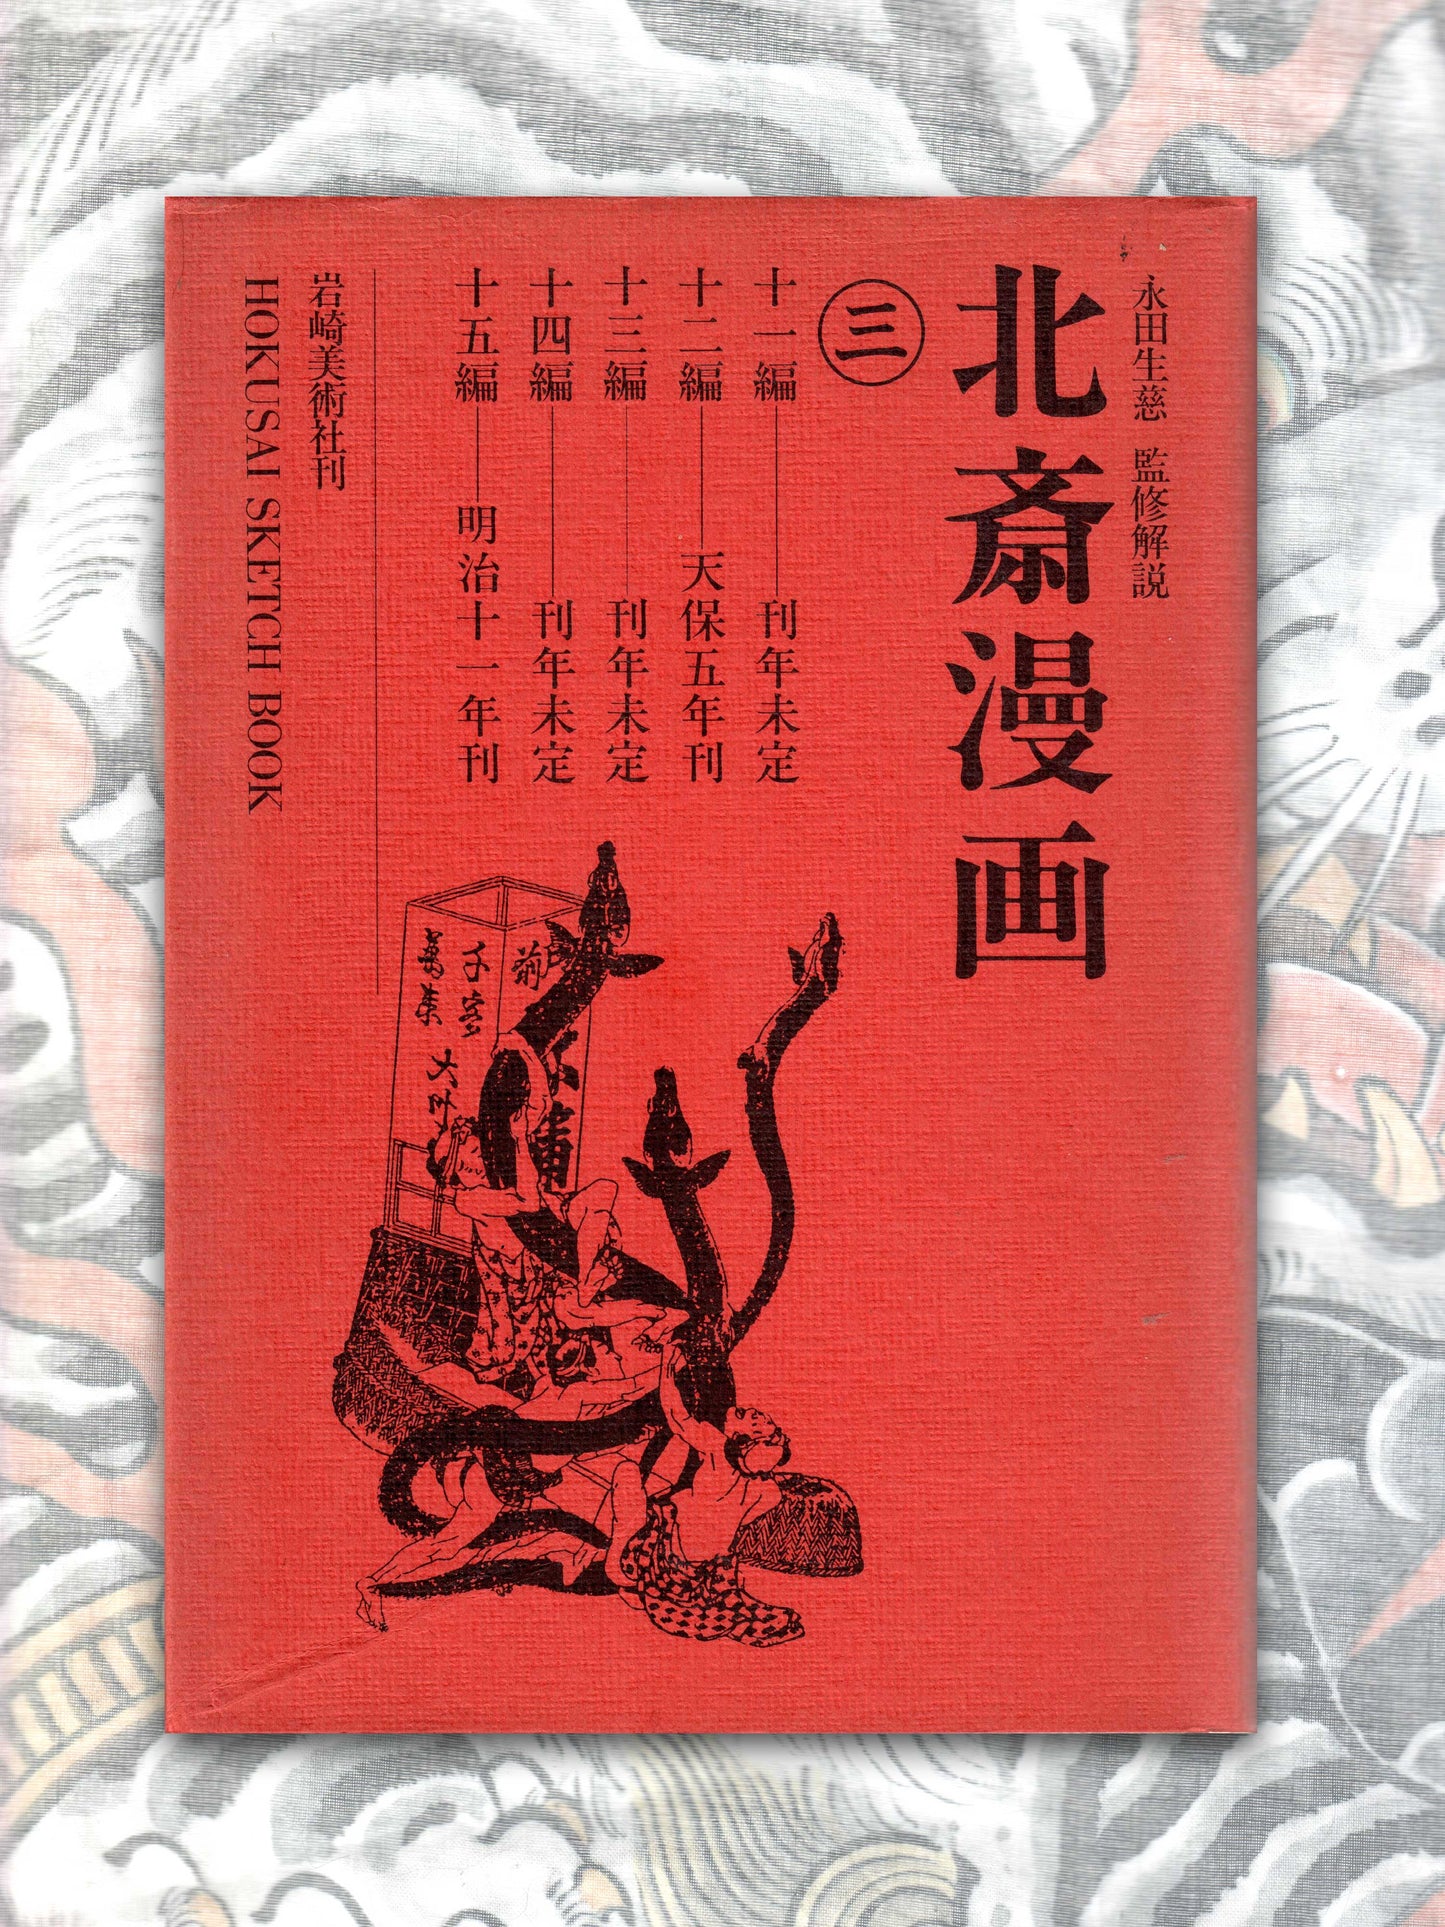 永田生慈 監修解説
北斎漫画
三
十一編――刊年未定
十二編――天保五年刊
十三編――刊年未定
十四編――刊年未定
十五編――明治十一年刊
岩崎美術社刊
HOKUSAI SKETCH BOOK